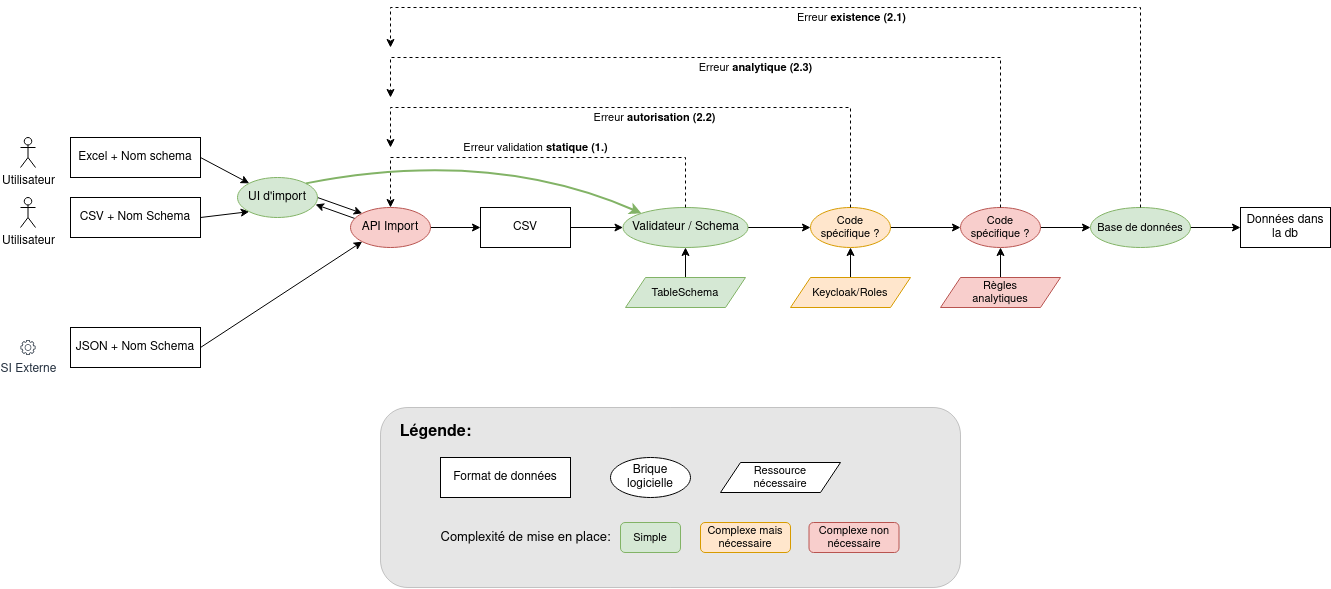 Erreur existence (2.1)
Erreur analytique (2.3)
Erreur autorisation (2.2)
Erreur validation statique (1.)
Utilisateur
Excel + Nom schema
Utilisateur
CSV + Nom Schema
UI d'import
API Import
CSV
Validateur / Schema
Code
spécifique ?
Code
spécifique ?
Base de données
Données dans
la db
TableSchema
Keycloak/Roles
Règles
analytiques
SI Externe
JSON + Nom Schema
Légende:
Format de données
Brique
logicielle
Ressource
nécessaire
Complexité de mise en place:
Simple
Complexe mais
nécessaire
Complexe non
nécessaire